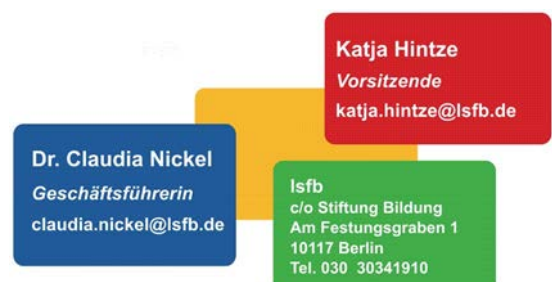 Katja Hintze
Vorsitzende
katja.hintze@lsfb.de
Dr. Claudia Nickel
Geschäftsführerin
claudia.nickel@lsfb.de
lsfb
c/o Stiftung Bildung
Am Festungsgraben 1
10117 Berlin
Tel. 030 30341910